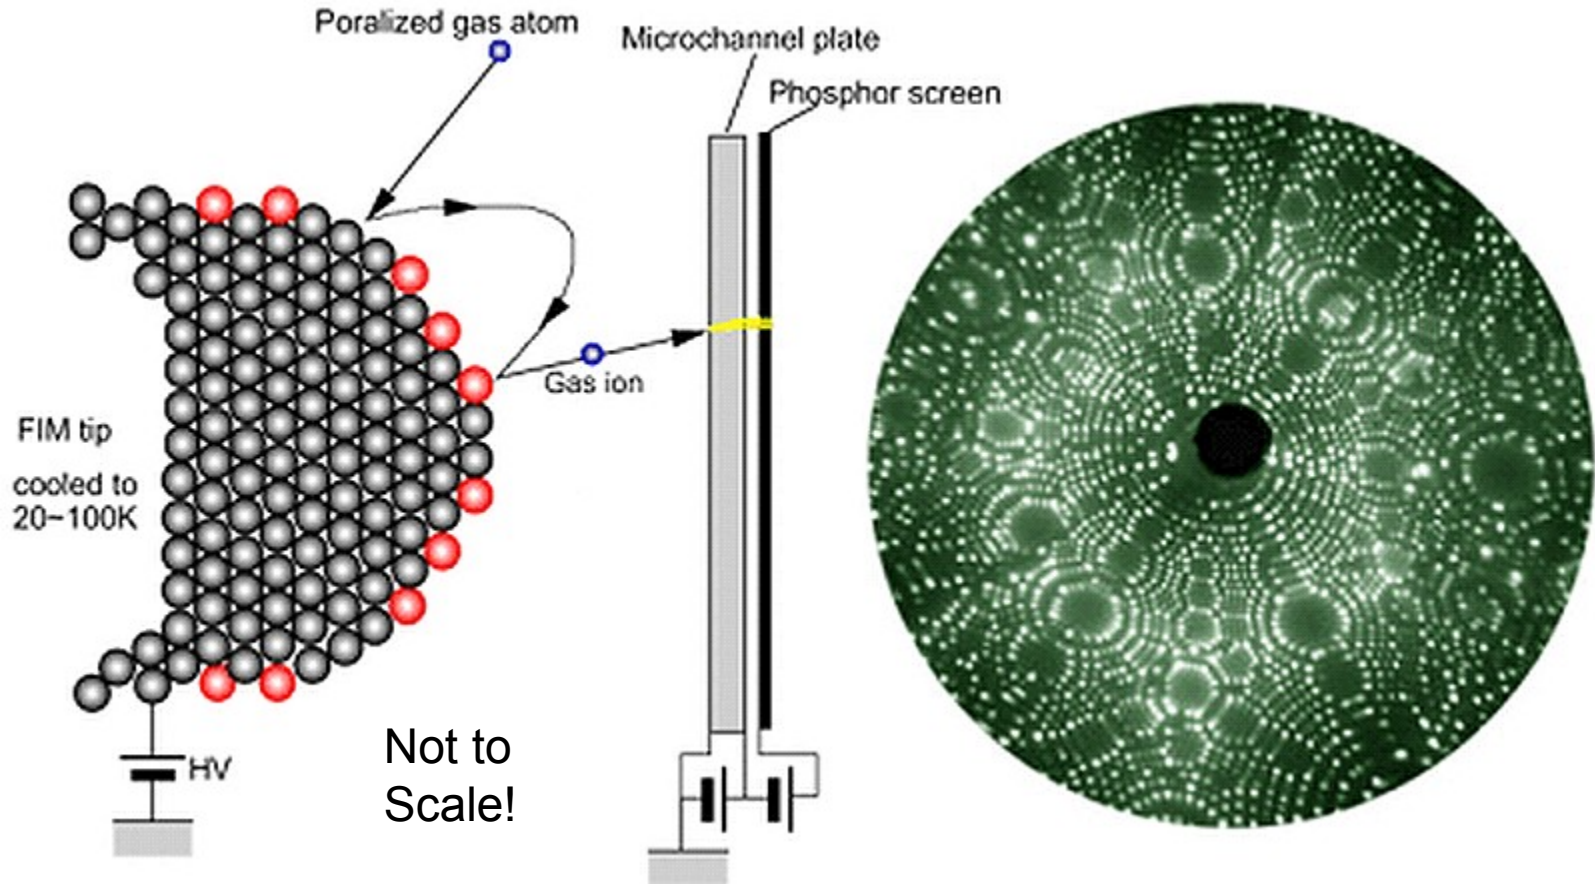 Poralized gas atom
Microchannel plate
Phosphor screen
Gas ion
FIM tip
cooled to
20~100K
HV
Not to
Scale!